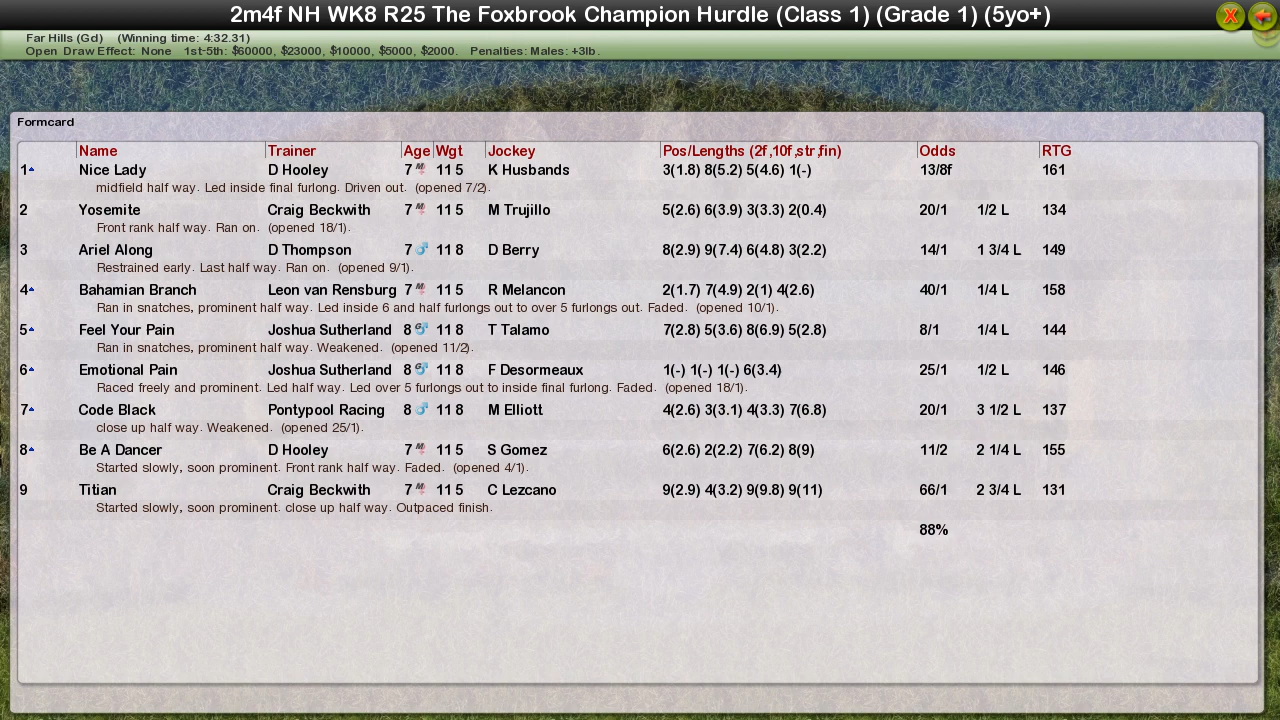 2m4f NH WK8 R25 The Foxbrook Champion Hurdle (Class 1) (Grade 1) (5yo+)
Far Hills (Gd) (Winning time: 4:32.31)
Open Draw Effect: None 1st-5th: $60000, $23000, $10000, $5000, $2000. Penalties: Males: +3lb.
Formcard
Name Trainer Age Wgt Jockey Pos/Lengths (2f,10f,str,fin) Odds RTG
1 Nice Lady D Hooley 7 11 5 K Husbands 3(1.8) 8(5.2) 5(4.6) 1(-) 13/8f 161
midfield half way. Led inside final furlong. Driven out. (opened 7/2).
2 Yosemite Craig Beckwith 7 11 5 M Trujillo 5(2.6) 6(3.9) 3(3.3) 2(0.4) 20/1 1/2 L 134
Front rank half way. Ran on. (opened 18/1).
3 Ariel Along D Thompson 7 11 8 D Berry 8(2.9) 9(7.4) 6(4.8) 3(2.2) 14/1 1 3/4 L 149
Restrained early. Last half way. Ran on. (opened 9/1).
4 Bahamian Branch Leon van Rensburg 7 11 5 R Melancon 2(1.7) 7(4.9) 2(1) 4(2.6) 40/1 1/4 L 158
Ran in snatches, prominent half way. Led inside 6 and half furlongs out to over 5 furlongs out. Faded. (opened 10/1).
5 Feel Your Pain Joshua Sutherland 8 11 8 T Talamo 7(2.8) 5(3.6) 8(6.9) 5(2.8) 8/1 1/4 L 144
Ran in snatches, prominent half way. Weakened. (opened 11/2).
6 Emotional Pain Joshua Sutherland 8 11 8 F Desormeaux 1(-) 1(-) 1(-) 6(3.4) 25/1 1/2 L 146
Raced freely and prominent. Led half way. Led over 5 furlongs out to inside final furlong. Faded. (opened 18/1).
7 Code Black Pontypool Racing 8 11 8 M Elliott 4(2.6) 3(3.1) 4(3.3) 7(6.8) 20/1 3 1/2 L 137
close up half way. Weakened. (opened 25/1).
8 Be A Dancer D Hooley 7 11 5 S Gomez 6(2.6) 2(2.2) 7(6.2) 8(9) 11/2 2 1/4 L 155
Started slowly, soon prominent. Front rank half way. Faded. (opened 4/1).
9 Titian Craig Beckwith 7 11 5 C Lezcano 9(2.9) 4(3.2) 9(9.8) 9(11) 66/1 2 3/4 L 131
Started slowly, soon prominent. close up half way. Outpaced finish.
88%